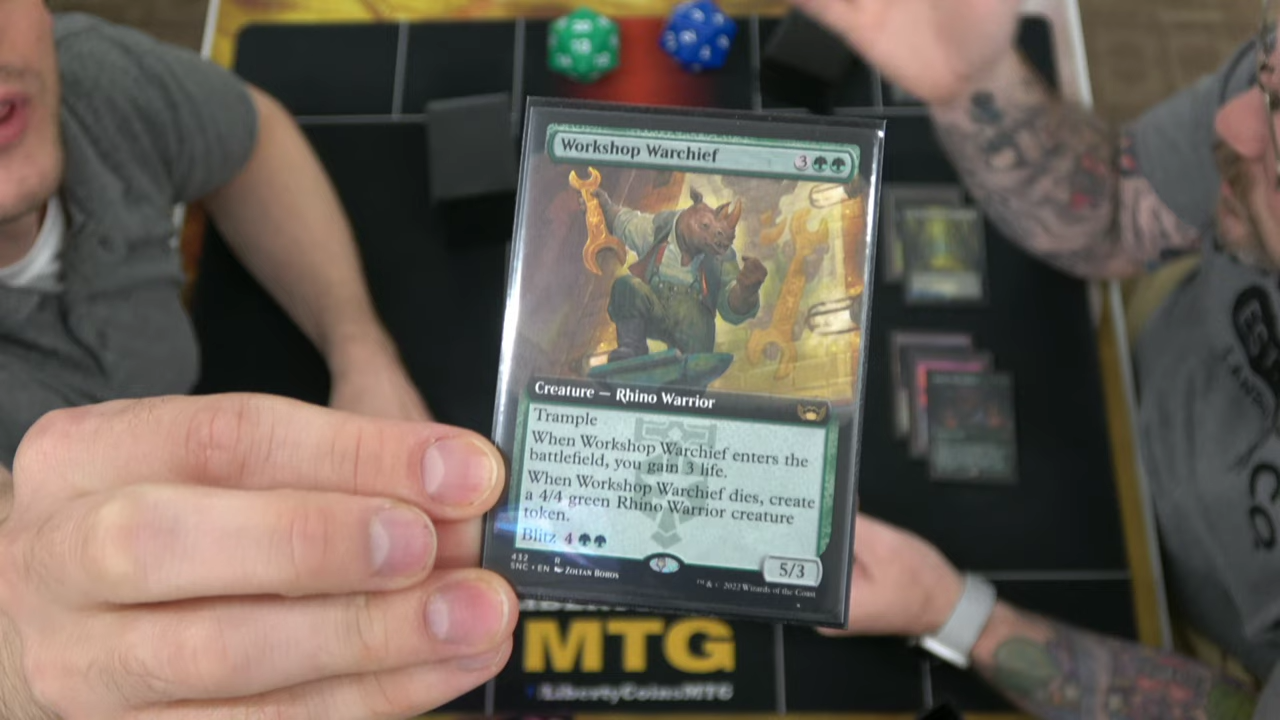 Workshop Warchief 3
Creature — Rhino Warrior
Trample
When Workshop Warchief enters the
battlefield, you gain 3 life.
When Workshop Warchief dies, create
a 4/4 green Rhino Warrior creature
token.
Blitz 4
432 R
SNC • EN ZOLTAN BOROS
5/3
™ & © 2022 Wizards of the Coast
MTG
LibertyCoinsMTG